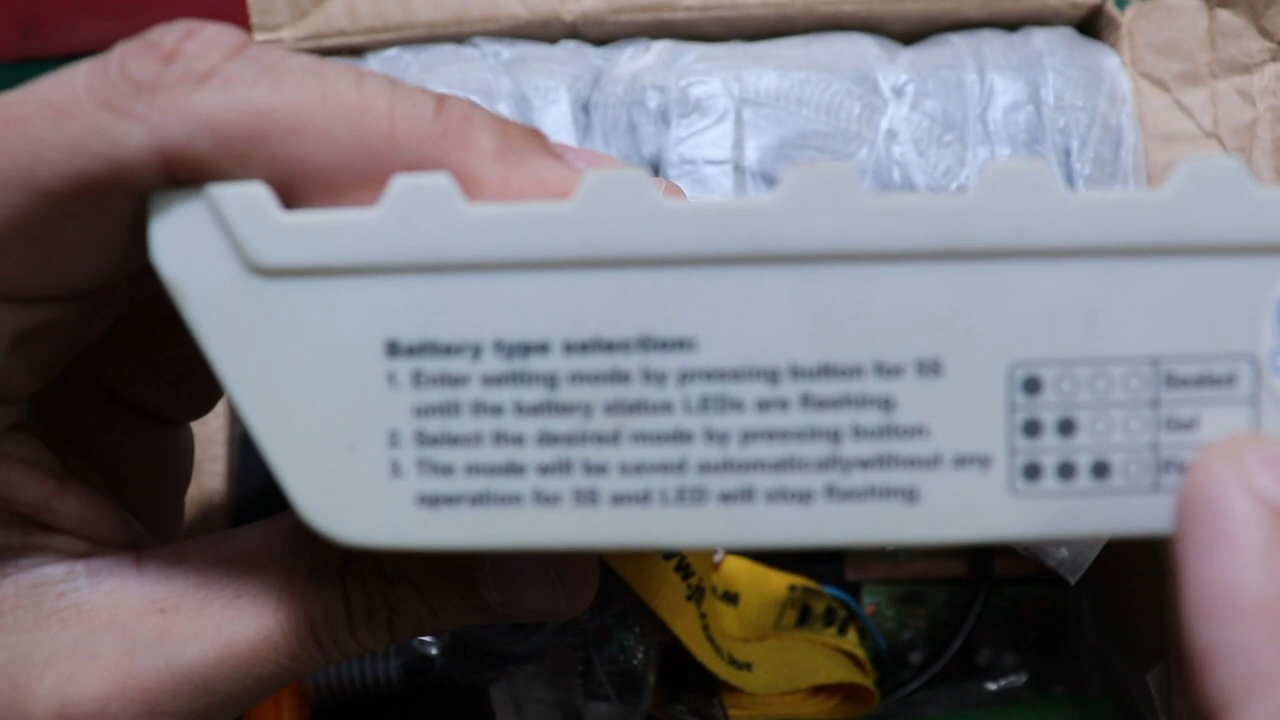 Battery type selection:
1. Enter setting mode by pressing button for 5S
until the battery status LEDs are flashing.
2. Select the desired mode by pressing button.
3. The mode will be saved automaticallywithout any
operation for 5S and LED will stop flashing.
Sealed
Gel